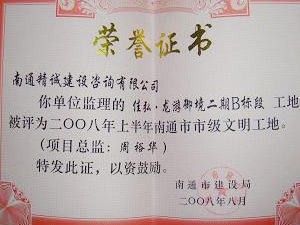 荣誉证书
南通精诚建设咨询有限公司
你单位监理的 佳弘·龙游御境二期B标段 工地
被评为二〇〇八年上半年南通市市级文明工地。
(项目总监：周裕华)
特发此证，以资鼓励。
南通市建设局
二〇〇八年八月